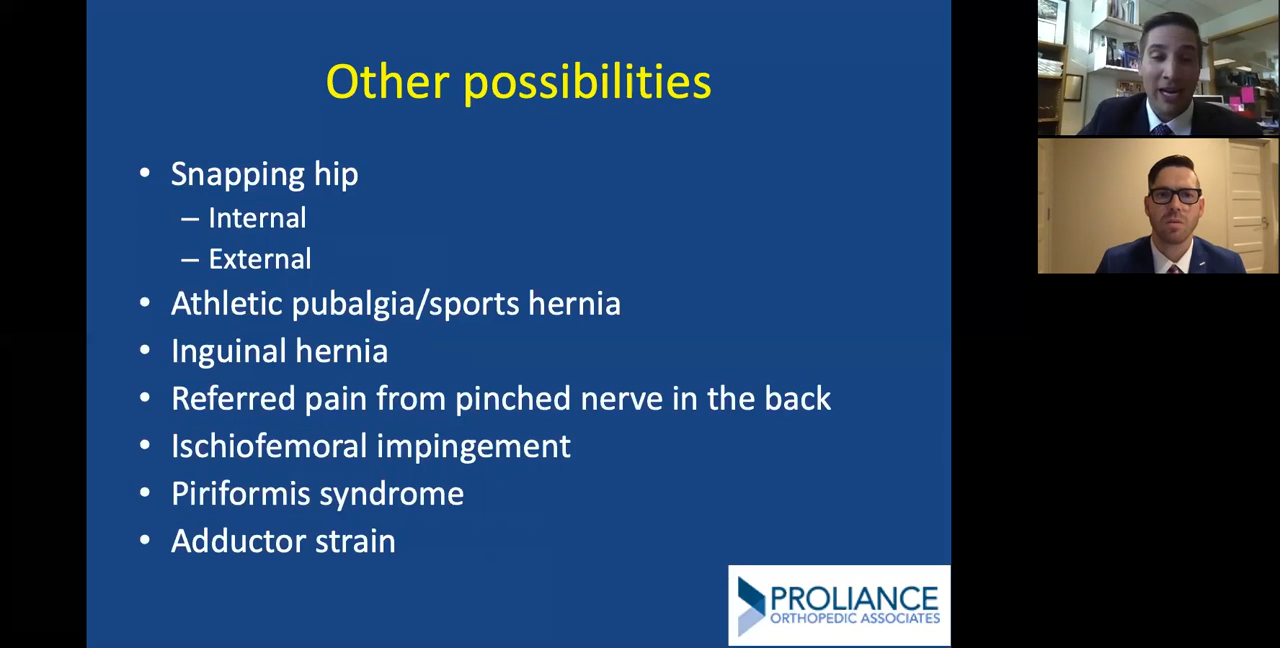 Other possibilities
• Snapping hip
– Internal
– External
• Athletic pubalgia/sports hernia
• Inguinal hernia
• Referred pain from pinched nerve in the back
• Ischiofemoral impingement
• Piriformis syndrome
• Adductor strain
PROLIANCE
ORTHOPEDIC ASSOCIATES